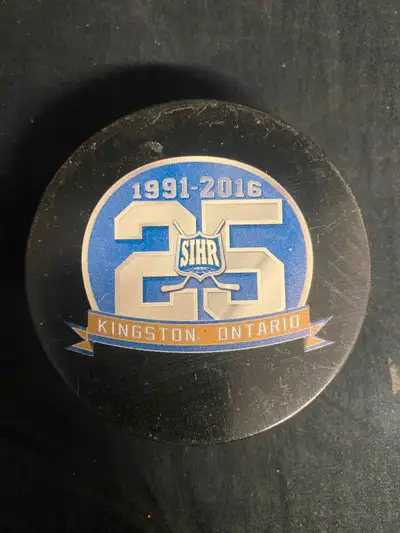 1991-2016
25
SIHR
KINGSTON, ONTARIO